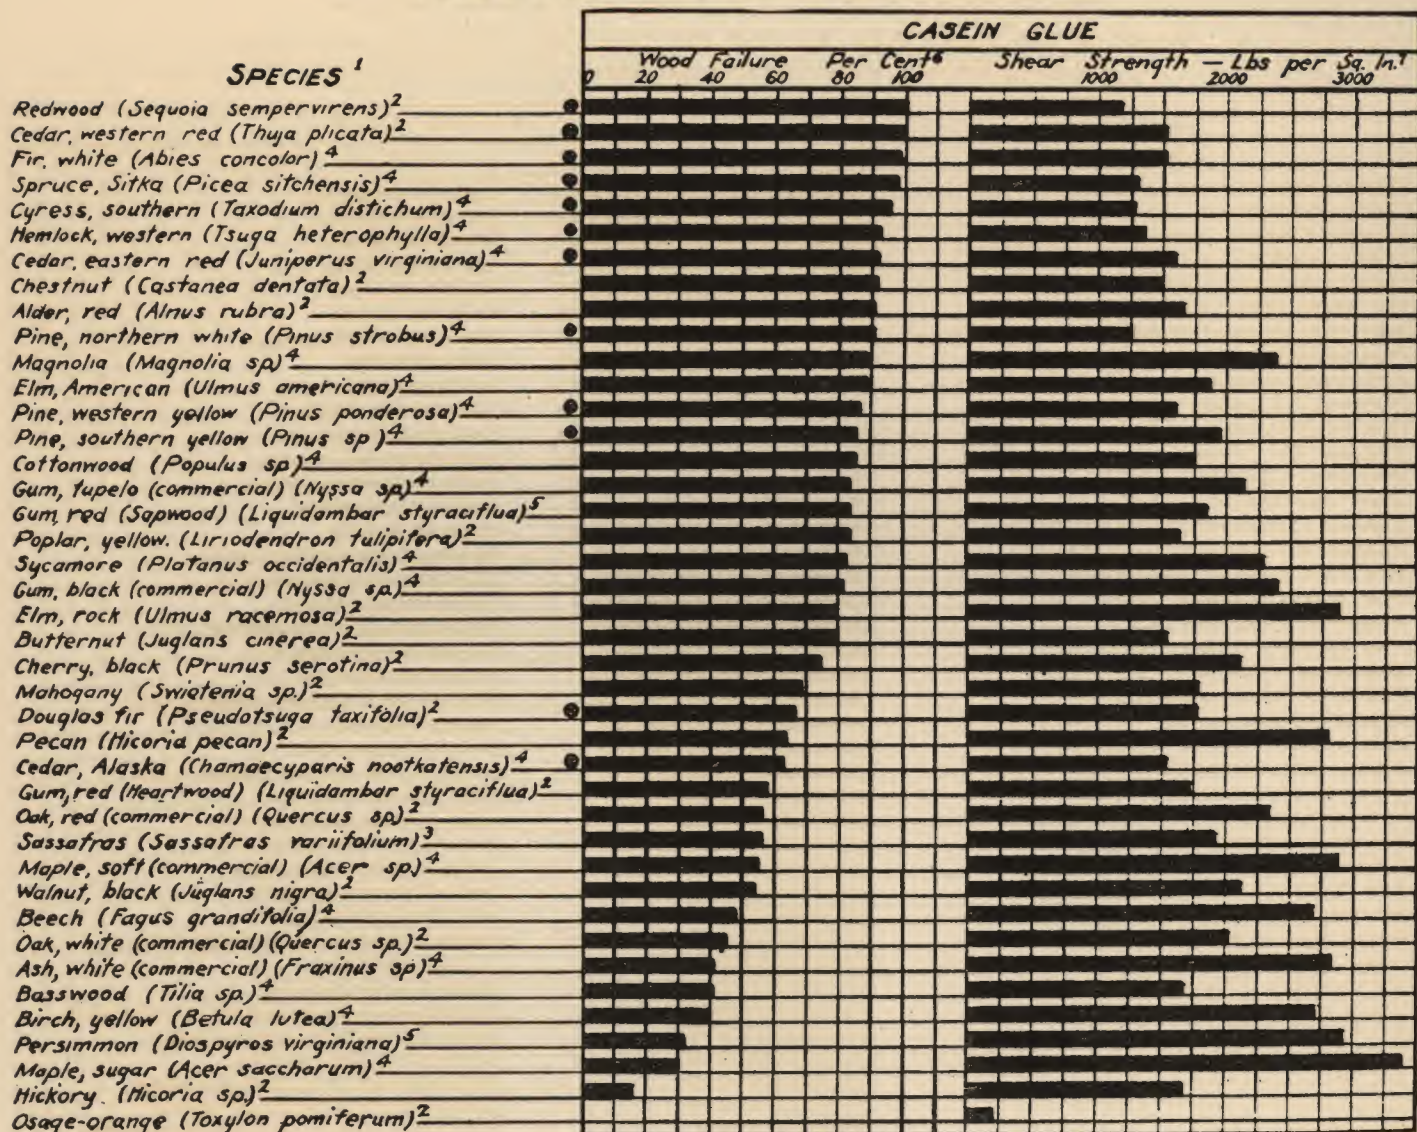 CASEIN GLUE
SPECIES ¹
Wood Failure Per Cent⁶
Shear Strength — Lbs per Sq. In.⁷
0 20 40 60 80 100
1000 2000 3000
Redwood (Sequoia sempervirens)²
Cedar, western red (Thuja plicata)²
Fir, white (Abies concolor)⁴
Spruce, Sitka (Picea sitchensis)⁴
Cyress, southern (Taxodium distichum)⁴
Hemlock, western (Tsuga heterophylla)⁴
Cedar, eastern red (Juniperus virginiana)⁴
Chestnut (Castanea dentata)²
Alder, red (Alnus rubra)²
Pine, northern white (Pinus strobus)⁴
Magnolia (Magnolia sp)⁴
Elm, American (Ulmus americana)⁴
Pine, western yellow (Pinus ponderosa)⁴
Pine, southern yellow (Pinus sp)⁴
Cottonwood (Populus sp)⁴
Gum, tupelo (commercial) (Nyssa sp)⁴
Gum, red (Sapwood) (Liquidambar styraciflua)⁵
Poplar, yellow. (Liriodendron tulipifera)²
Sycamore (Platanus occidentalis)⁴
Gum, black (commercial) (Nyssa sp.)⁴
Elm, rock (Ulmus racemosa)²
Butternut (Juglans cinerea)²
Cherry, black (Prunus serotina)²
Mahogany (Swietenia sp.)²
Douglas fir (Pseudotsuga taxifolia)²
Pecan (Hicoria pecan)²
Cedar, Alaska (Chamaecyparis nootkatensis)⁴
Gum, red (Heartwood) (Liquidambar styraciflua)²
Oak, red (commercial) (Quercus sp)²
Sassafras (Sassafras variifolium)³
Maple, soft (commercial) (Acer sp.)⁴
Walnut, black (Juglans nigra)²
Beech (Fagus grandifolia)⁴
Oak, white (commercial) (Quercus sp.)²
Ash, white (commercial) (Fraxinus sp)⁴
Basswood (Tilia sp.)⁴
Birch, yellow (Betula lutea)⁴
Persimmon (Diospyros virginiana)⁵
Maple, sugar (Acer saccharum)⁴
Hickory. (Hicoria sp.)²
Osage-orange (Toxylon pomiferum)²